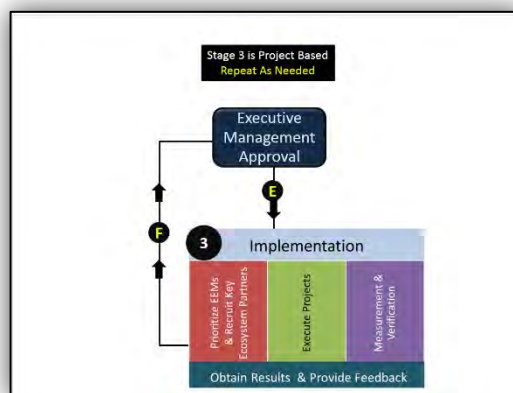 Stage 3 is Project Based
Repeat As Needed
Executive
Management
Approval
E
F
3
Implementation
Prioritize EEMs
& Recruit Key
Ecosystem Partners
Execute Projects
Measurement &
Verification
Obtain Results & Provide Feedback